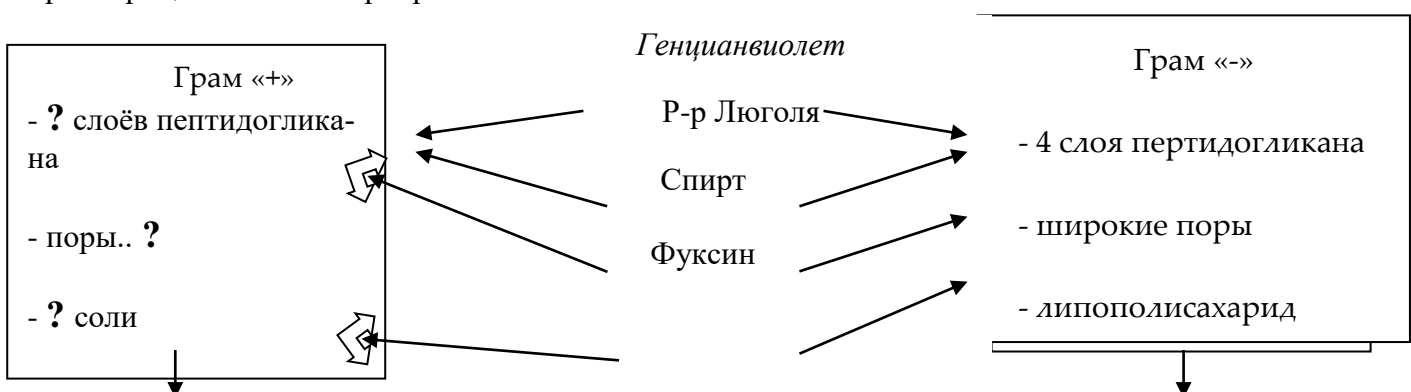 Грам «+»
- ? слоёв пептидоглика-
на
- поры.. ?
- ? соли
Генцианвиолет
Р-р Люголя
Спирт
Фуксин
Грам «-»
- 4 слоя пертидогликана
- широкие поры
- липополисахарид